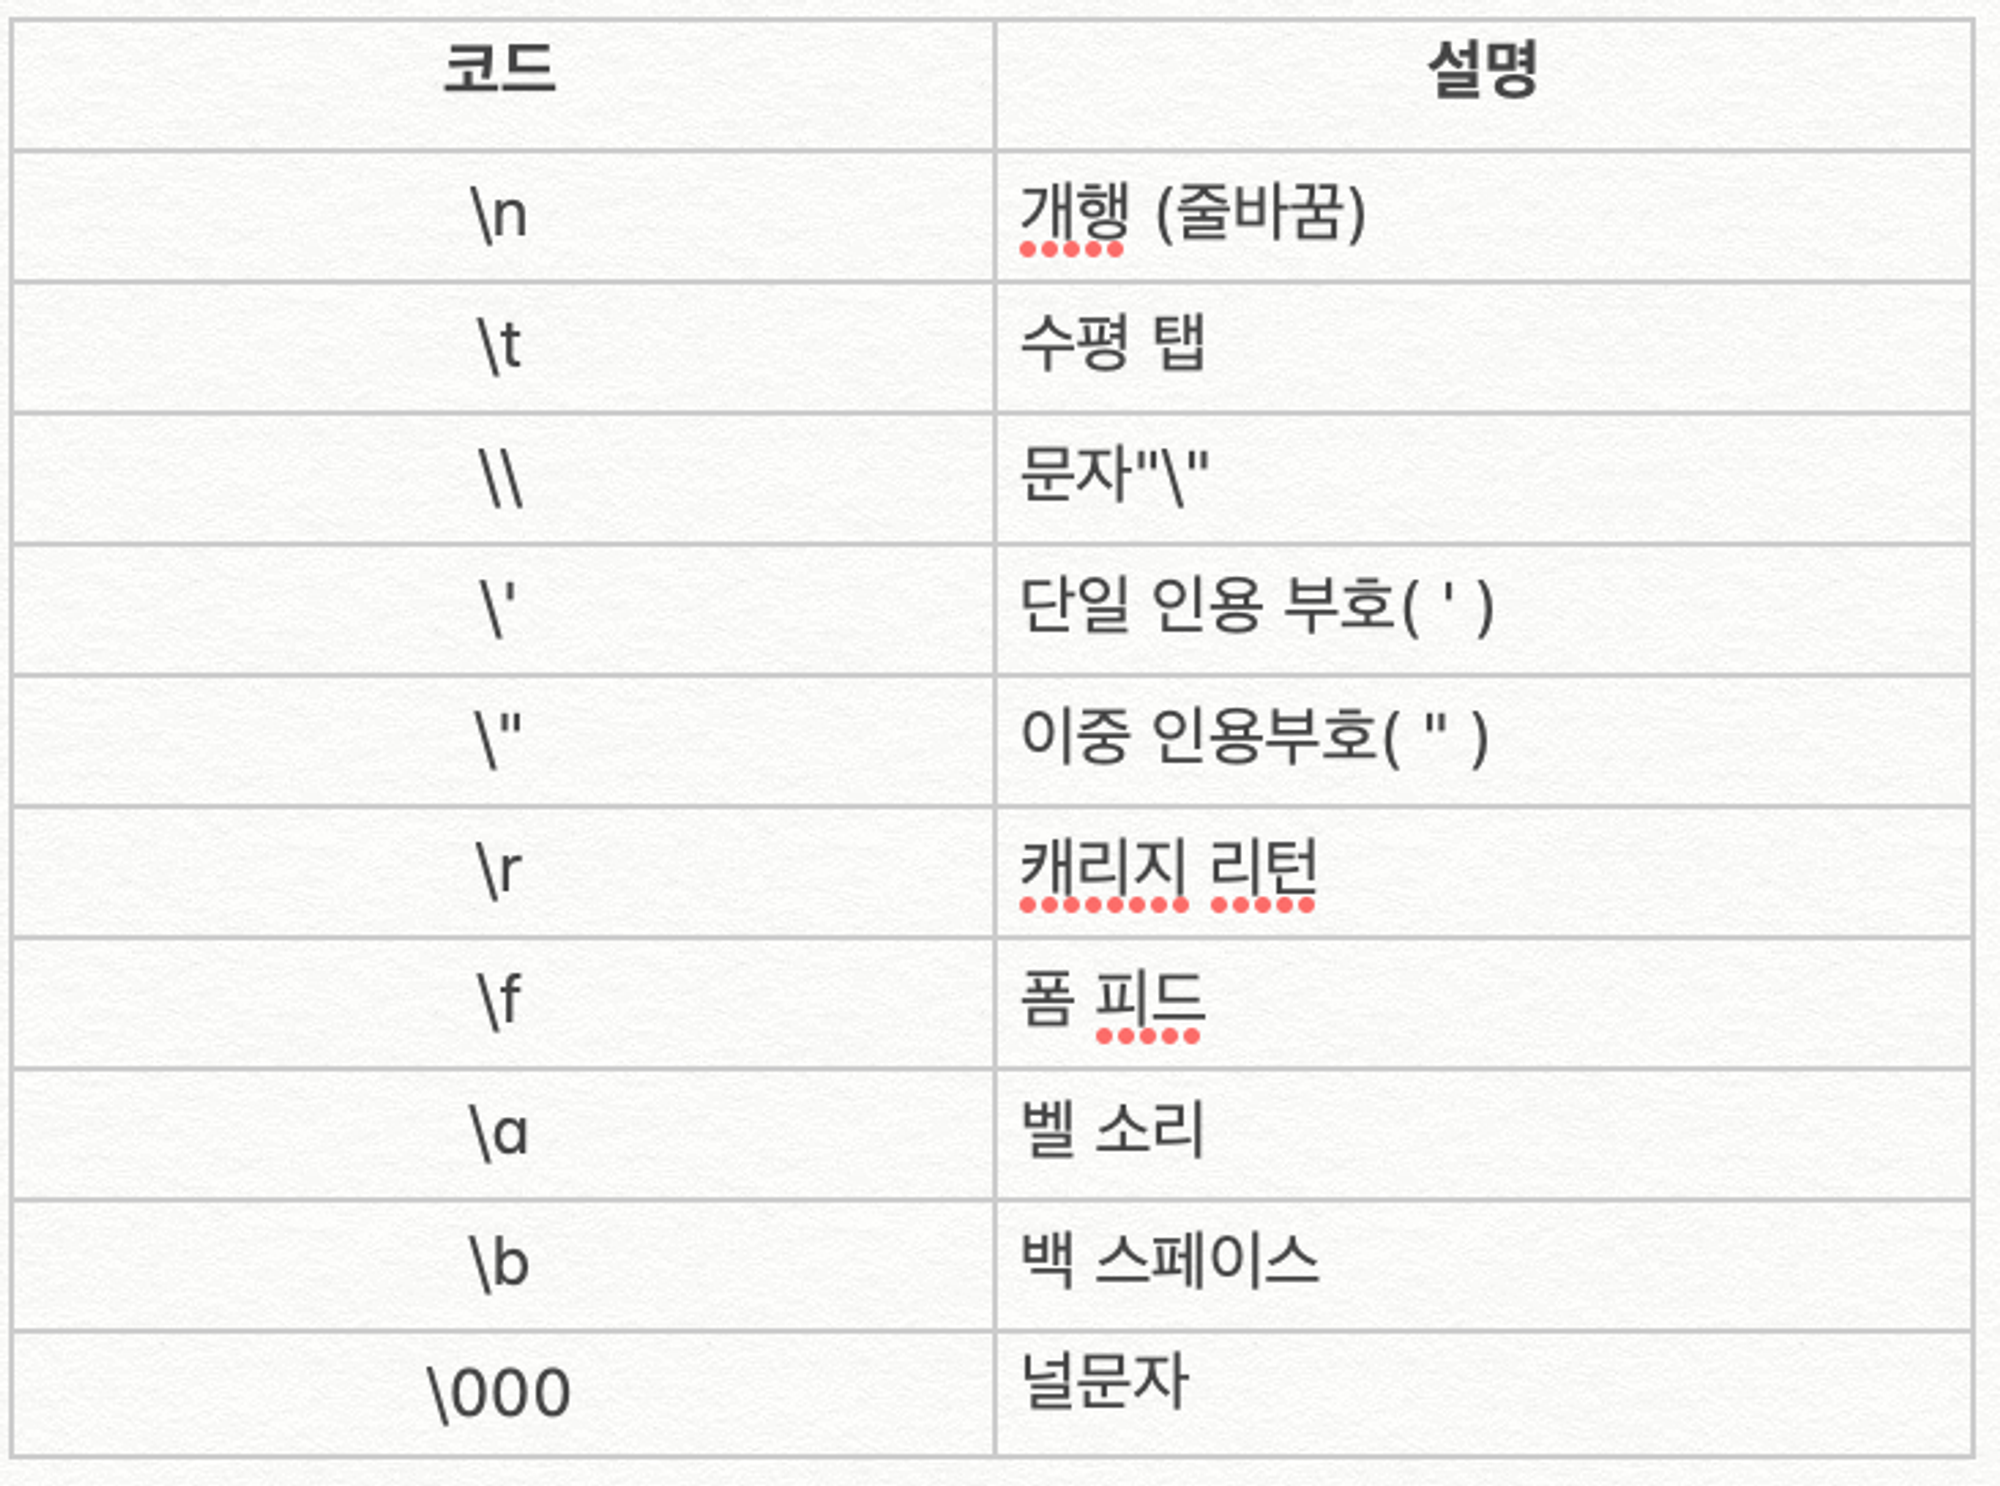 코드 설명
\n 개행 (줄바꿈)
\t 수평 탭
\\ 문자"\"
\' 단일 인용 부호( ' )
\" 이중 인용부호( " )
\r 캐리지 리턴
\f 폼 피드
\a 벨 소리
\b 백 스페이스
\000 널문자